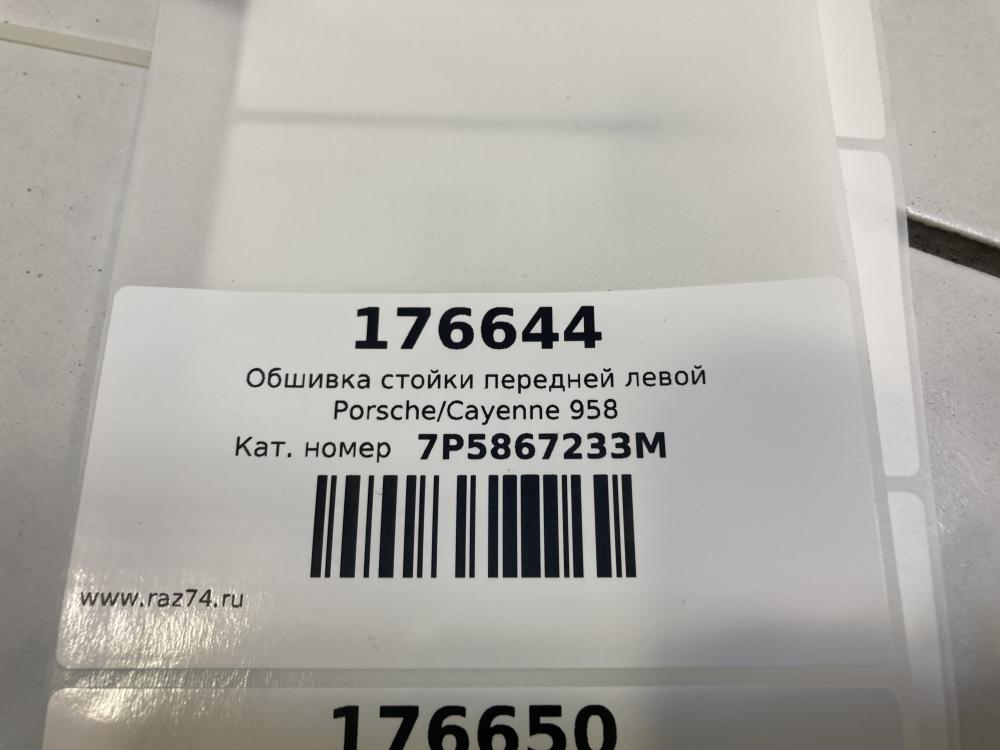 176644
Обшивка стойки передней левой
Porsche/Cayenne 958
Кат. номер 7P5867233M
www.raz74.ru
176650